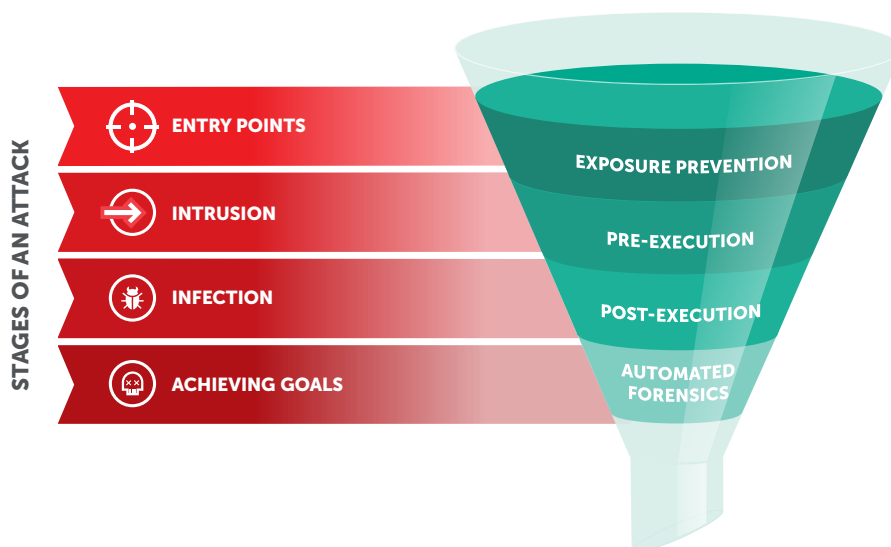 STAGES OF AN ATTACK
ENTRY POINTS
INTRUSION
INFECTION
ACHIEVING GOALS
EXPOSURE PREVENTION
PRE-EXECUTION
POST-EXECUTION
AUTOMATED
FORENSICS